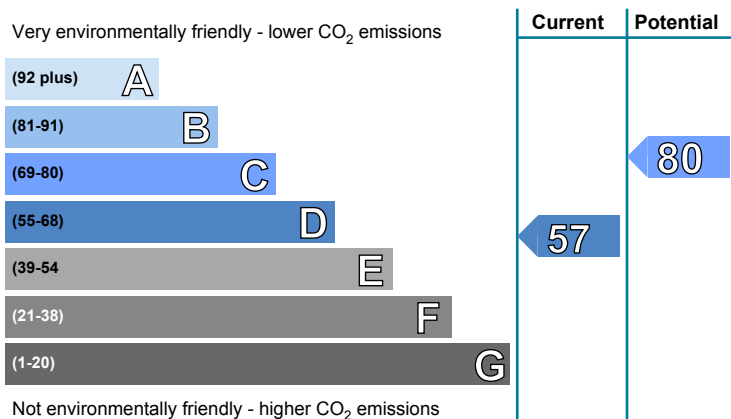 Very environmentally friendly - lower CO2 emissions
Current
Potential
(92 plus) A
(81-91) B
(69-80) C
80
(55-68) D
57
(39-54 E
(21-38) F
(1-20) G
Not environmentally friendly - higher CO2 emissions